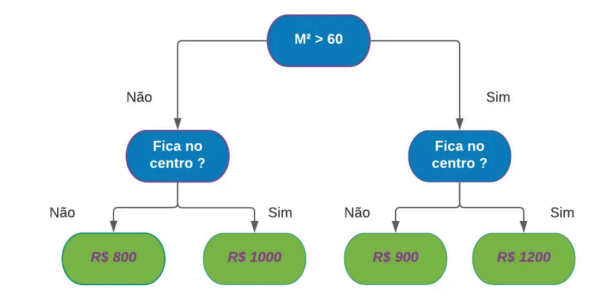 M² > 60
Não
Sim
Fica no
centro ?
Fica no
centro ?
Não
Sim
Não
Sim
R$ 800
R$ 1000
R$ 900
R$ 1200